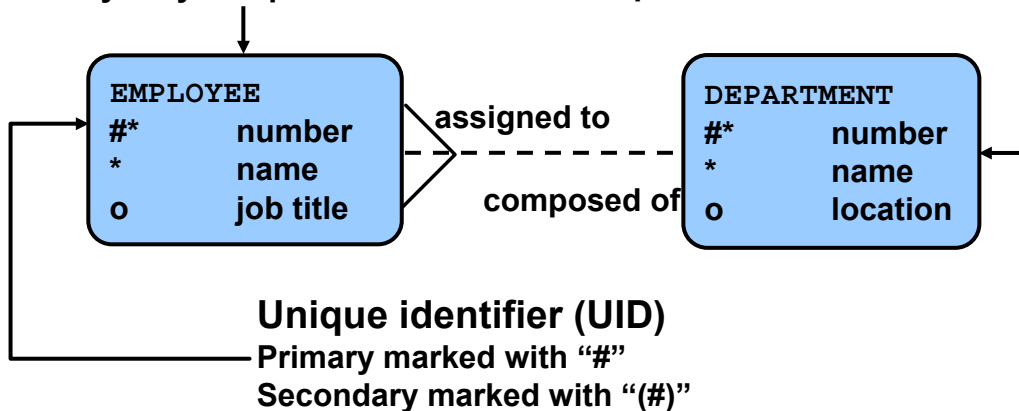 EMPLOYEE
#* number
* name
o job title
assigned to
composed of
DEPARTMENT
#* number
* name
o location
Unique identifier (UID)
Primary marked with “#”
Secondary marked with “(#)”